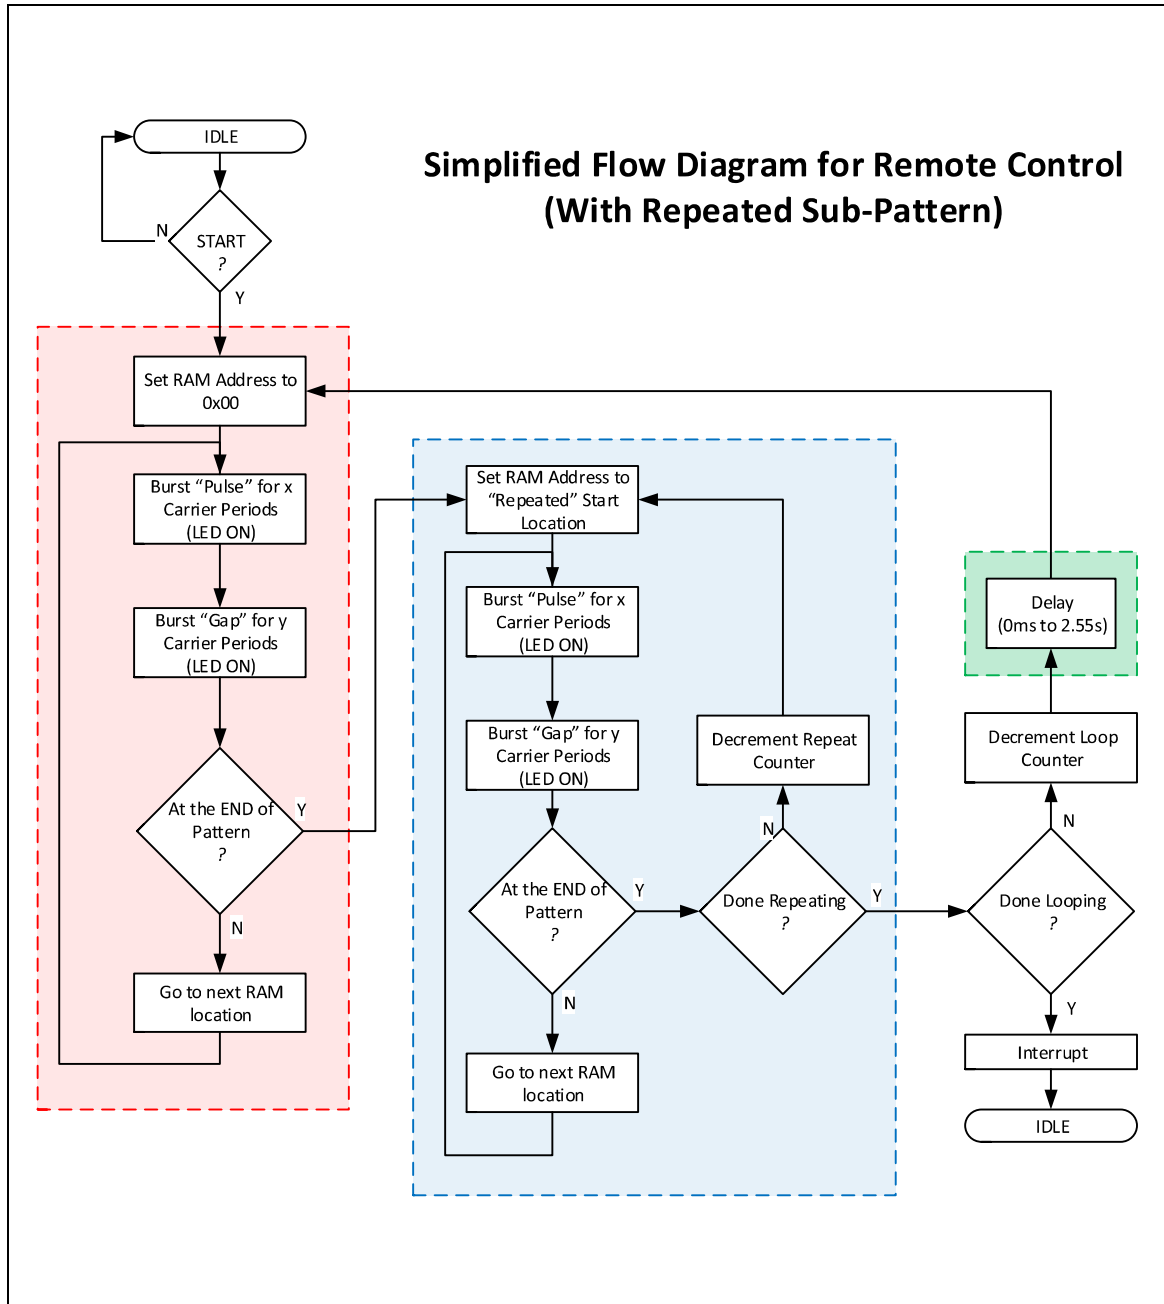 Simplified Flow Diagram for Remote Control
(With Repeated Sub-Pattern)
IDLE
START
?
N
Y
Set RAM Address to
0x00
Burst “Pulse” for x
Carrier Periods
(LED ON)
Burst “Gap” for y
Carrier Periods
(LED ON)
At the END of
Pattern
?
Y
N
Go to next RAM
location
Set RAM Address to
“Repeated” Start
Location
Burst “Pulse” for x
Carrier Periods
(LED ON)
Burst “Gap” for y
Carrier Periods
(LED ON)
At the END of
Pattern
?
Y
N
Go to next RAM
location
Decrement Repeat
Counter
N
Done Repeating
?
Y
Delay
(0ms to 2.55s)
Decrement Loop
Counter
N
Done Looping
?
Y
Interrupt
IDLE